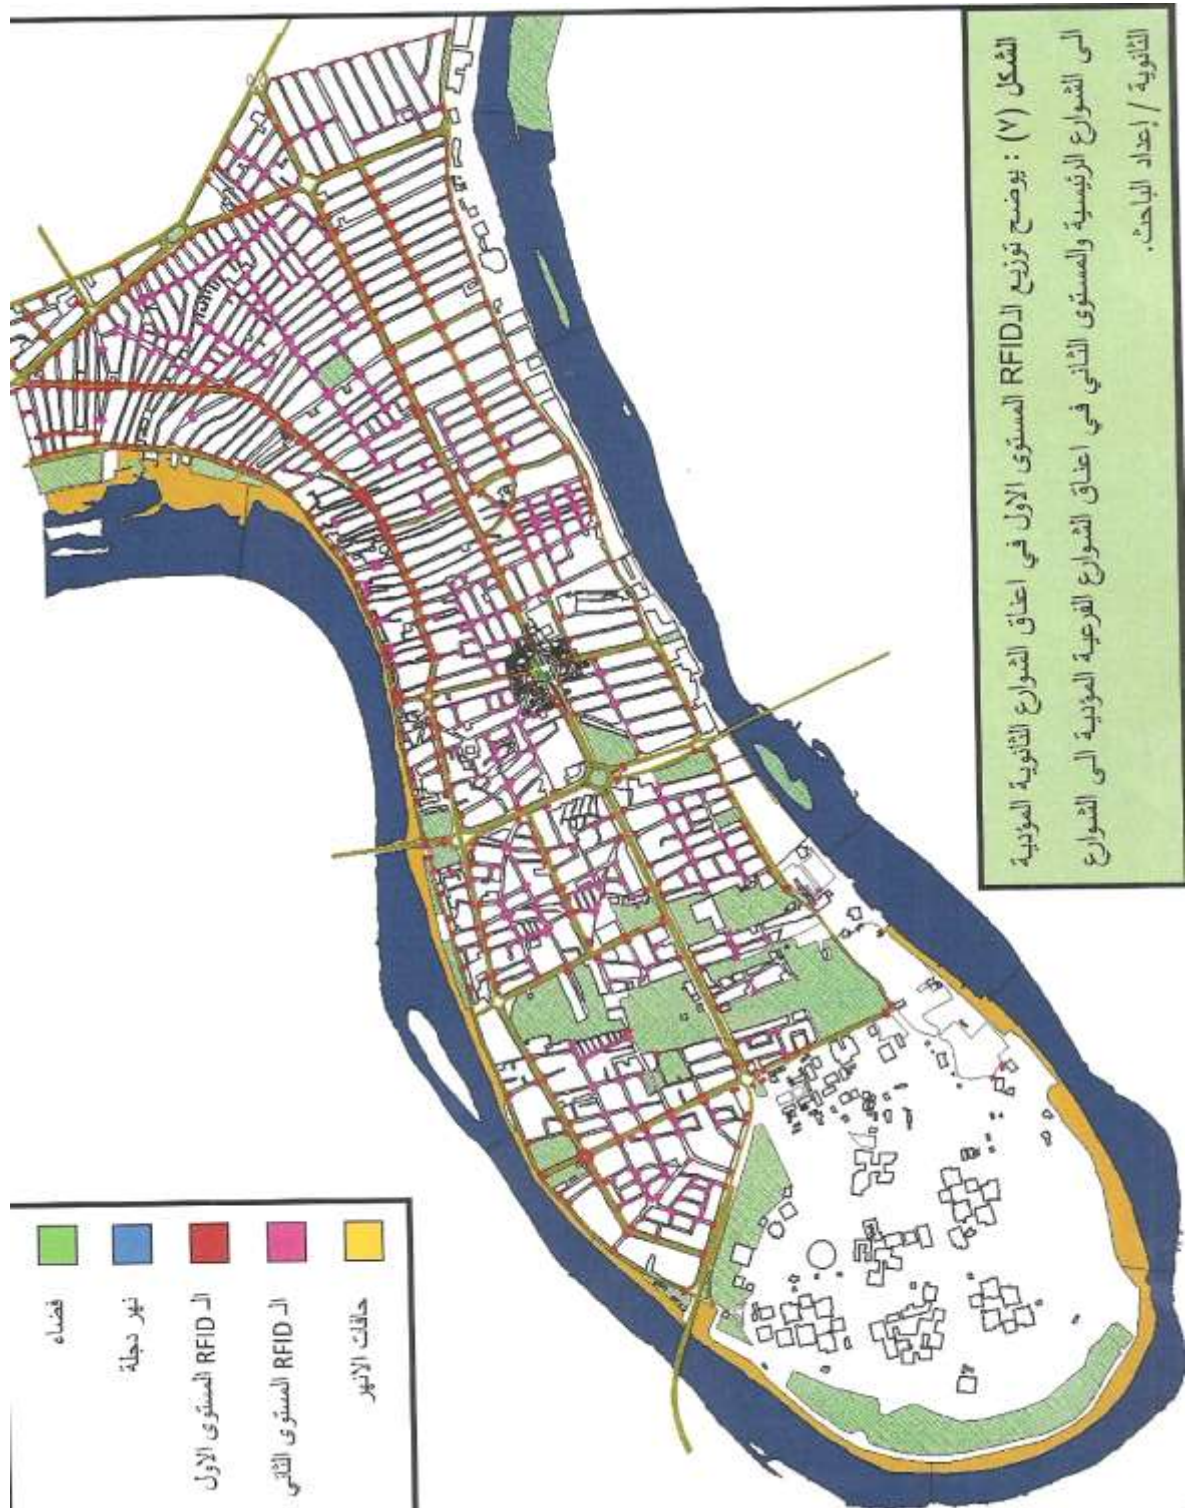 الشكل (٧) : يوضح توزيع الـRFID المستوى الاول في اعناق الشوارع الثانوية المؤدية
الى الشوارع الرئيسية والمستوى الثاني في اعناق الشوارع الفرعية المؤدية الى الشوارع
الثانوية / إعداد الباحث.
حافات الانهر
الـ RFID المستوى الثاني
الـ RFID المستوى الاول
نهر دجلة
فضاء